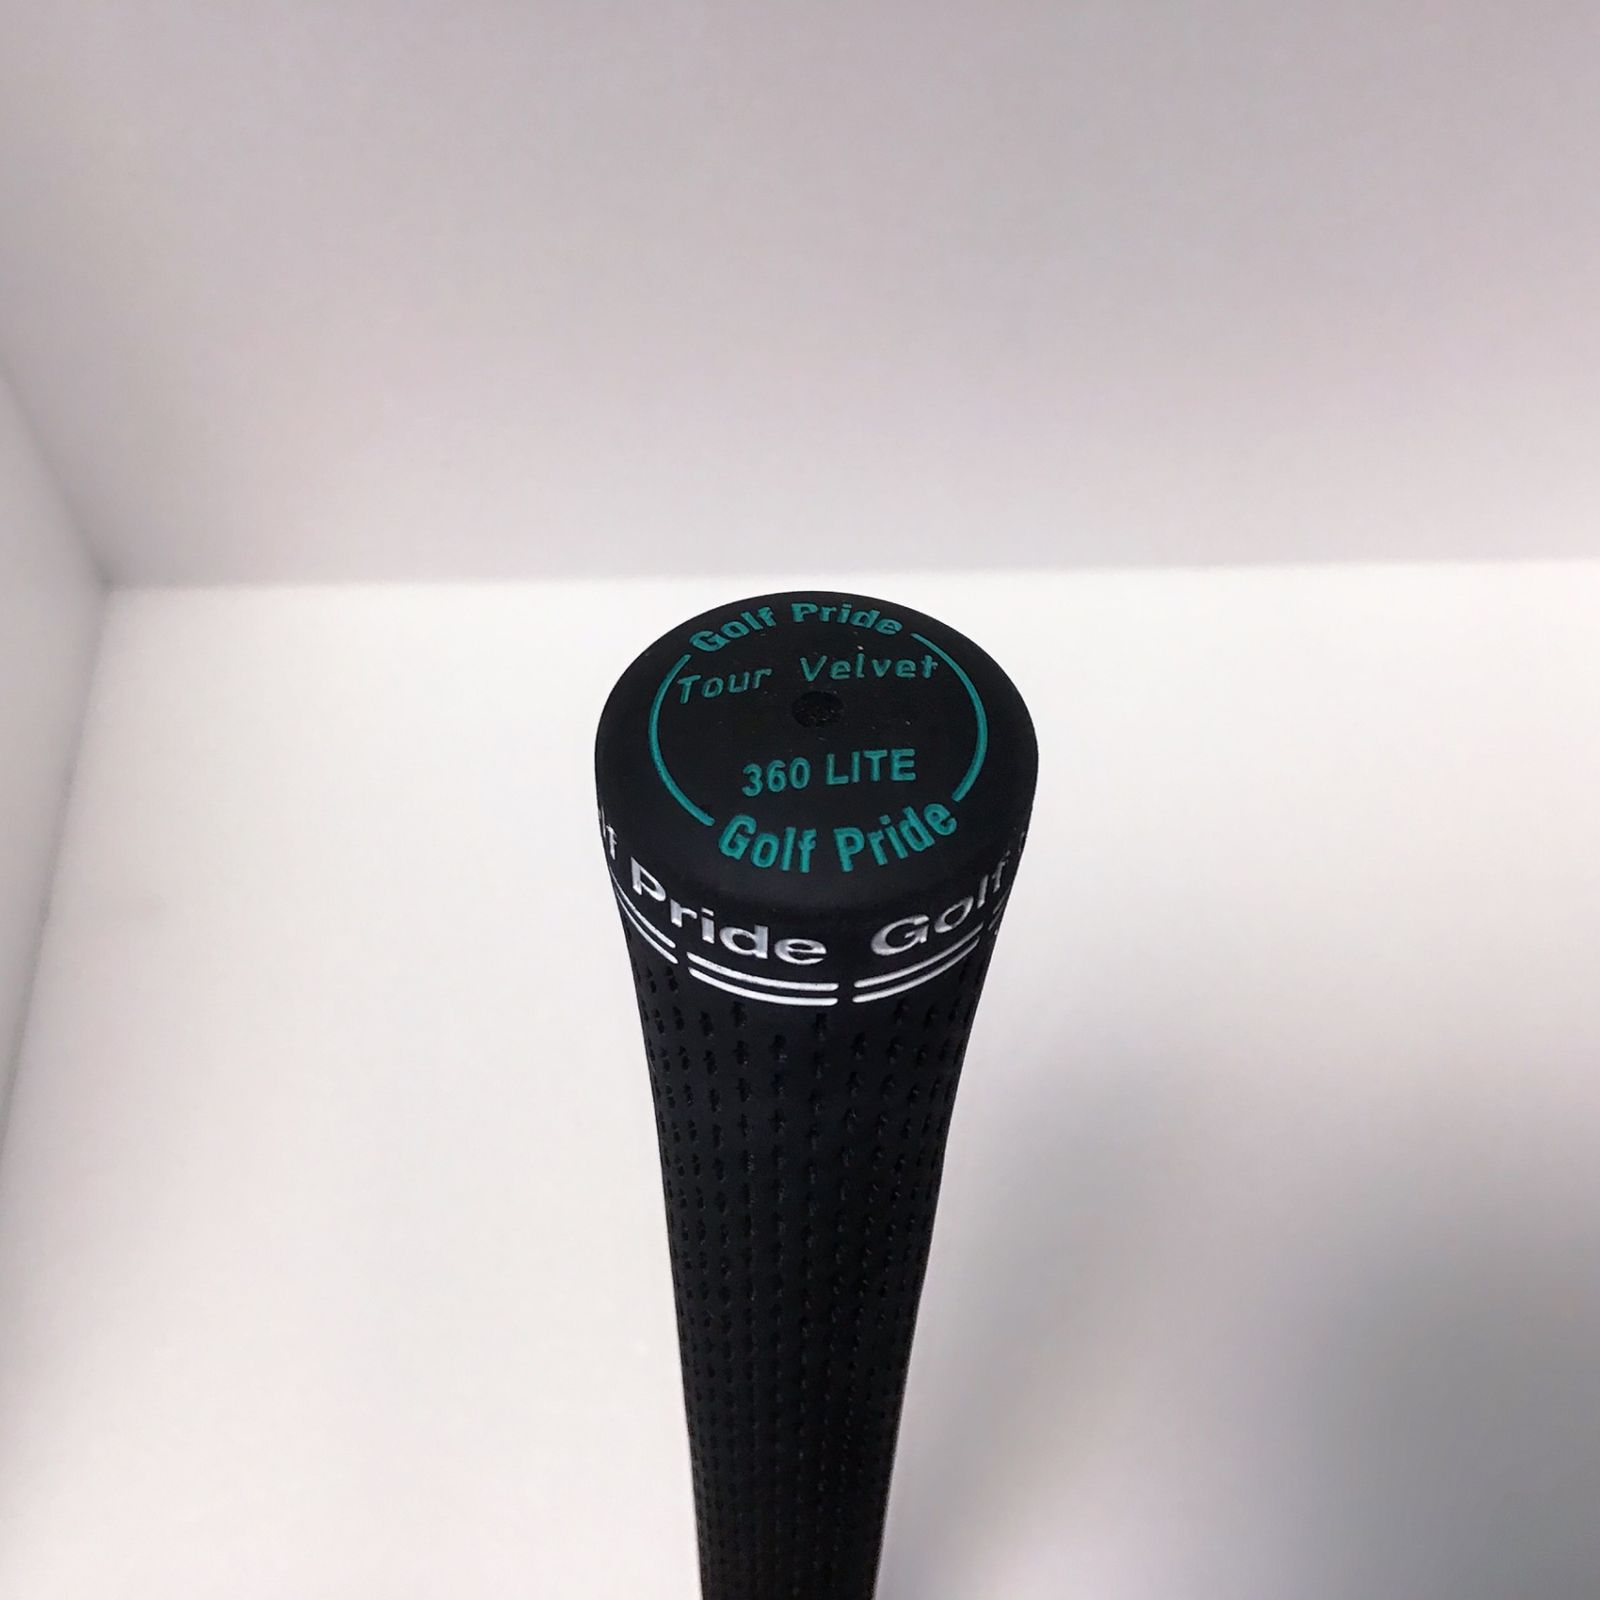 Golf Pride
Tour Velvet
360 LITE
Golf Pride
Pride Golf